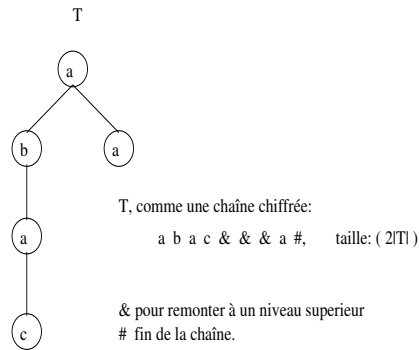 T
a
b
a
a
c
T, comme une chaîne chiffrée:
a b a c & & & a #, taille: ( 2|T| )
& pour remonter à un niveau superieur
# fin de la chaîne.